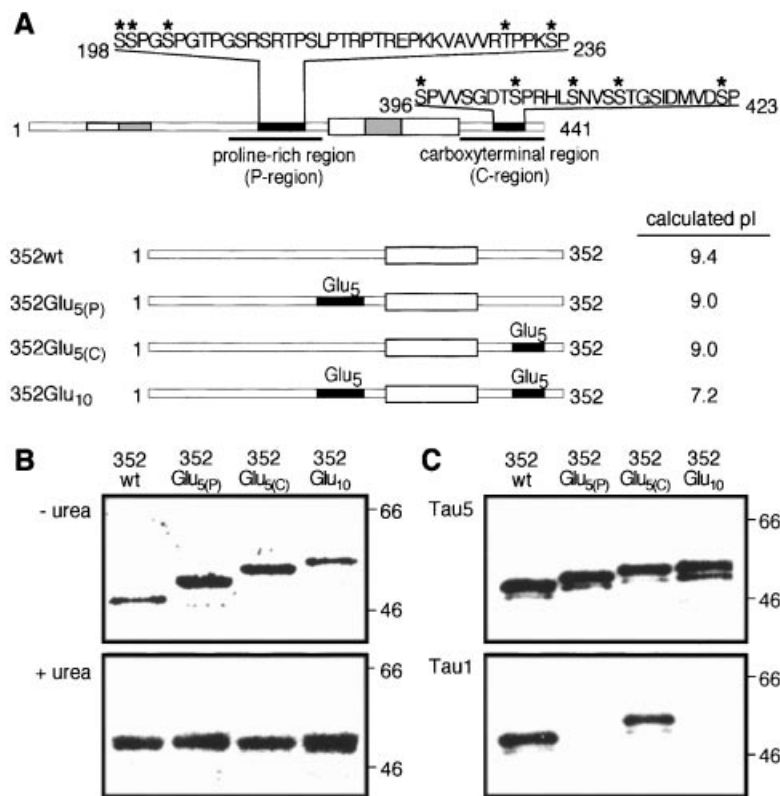 A
* * * * *
198 SSPGSPGTPGSRSRTPSLPTRPTREPKKVAVVRTPPKSP 236
* * * * *
396 SPVVSGDTSPRHLSNVSSTGSIDMVDSP 423
1 441
proline-rich region carboxyterminal region
(P-region) (C-region)
calculated pI
352wt 1 352 9.4
Glu5
352Glu5(P) 1 352 9.0
Glu5
352Glu5(C) 1 352 9.0
Glu5 Glu5
352Glu10 1 352 7.2
B
352 352 352 352
wt Glu5(P) Glu5(C) Glu10
- urea
66
46
+ urea
66
46
C
352 352 352 352
wt Glu5(P) Glu5(C) Glu10
Tau5
66
46
Tau1
66
46